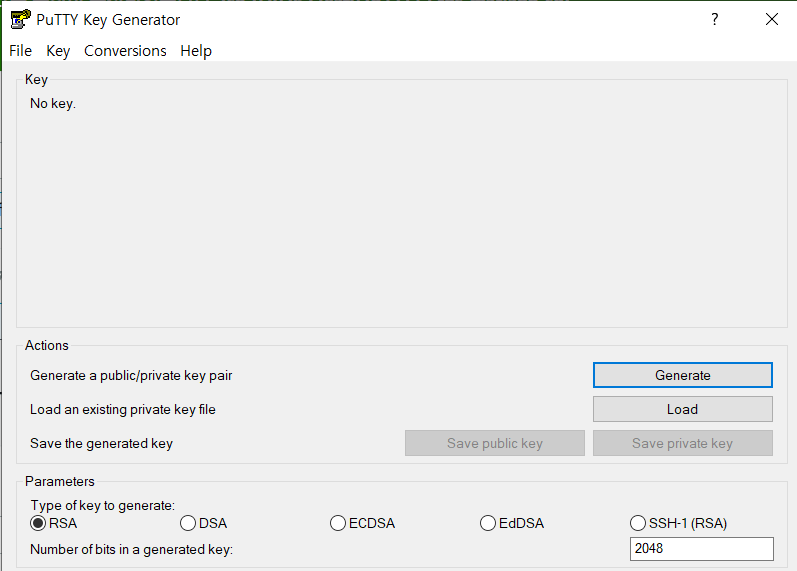 PuTTY Key Generator ?
File Key Conversions Help
Key
No key.
Actions
Generate a public/private key pair Generate
Load an existing private key file Load
Save the generated key Save public key Save private key
Parameters
Type of key to generate:
RSA DSA ECDSA EdDSA SSH-1 (RSA)
Number of bits in a generated key: 2048